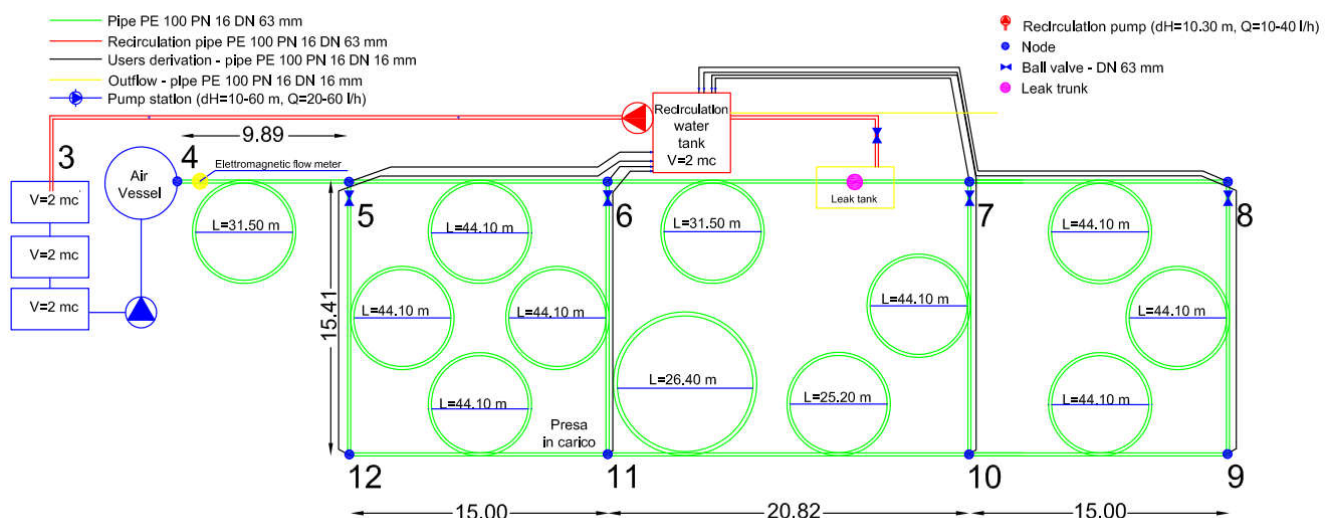 Pipe PE 100 PN 16 DN 63 mm
Recirculation pipe PE 100 PN 16 DN 63 mm
Users derivation - pipe PE 100 PN 16 DN 16 mm
Outflow - pipe PE 100 PN 16 DN 16 mm
Pump station (dH=10-60 m, Q=20-60 l/h)
Recirculation pump (dH=10.30 m, Q=10-40 l/h)
Node
Ball valve - DN 63 mm
Leak trunk
9.89
Recirculation
water
tank
V=2 mc
3
4
Elettromagnetic flow meter
Air
Vessel
V=2 mc
V=2 mc
V=2 mc
5
6
7
8
Leak tank
L=31.50 m
L=44.10 m
L=31.50 m
L=44.10 m
15.41
L=44.10 m
L=44.10 m
L=44.10 m
L=44.10 m
L=26.40 m
L=44.10 m
L=25.20 m
L=44.10 m
Presa
in carico
12
11
10
9
15.00
20.82
15.00